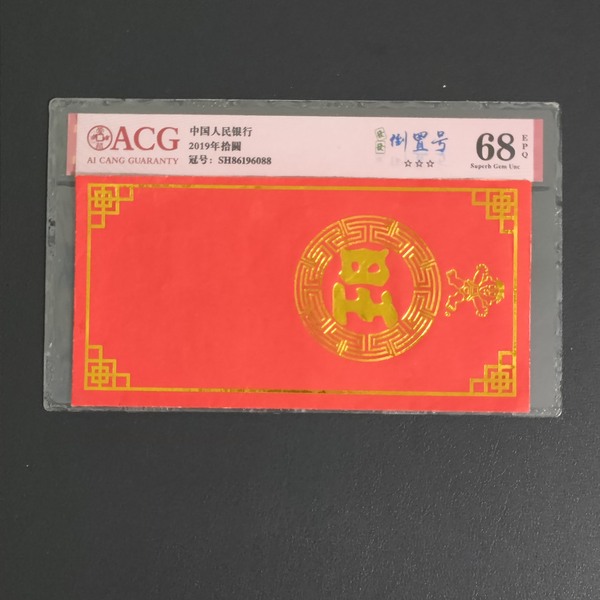 ACG
AI CANG GUARANTY
中国人民银行
2019年拾圓
冠号：SH86196088
倒置号
☆☆☆
68
EPQ
Superb Gem Unc